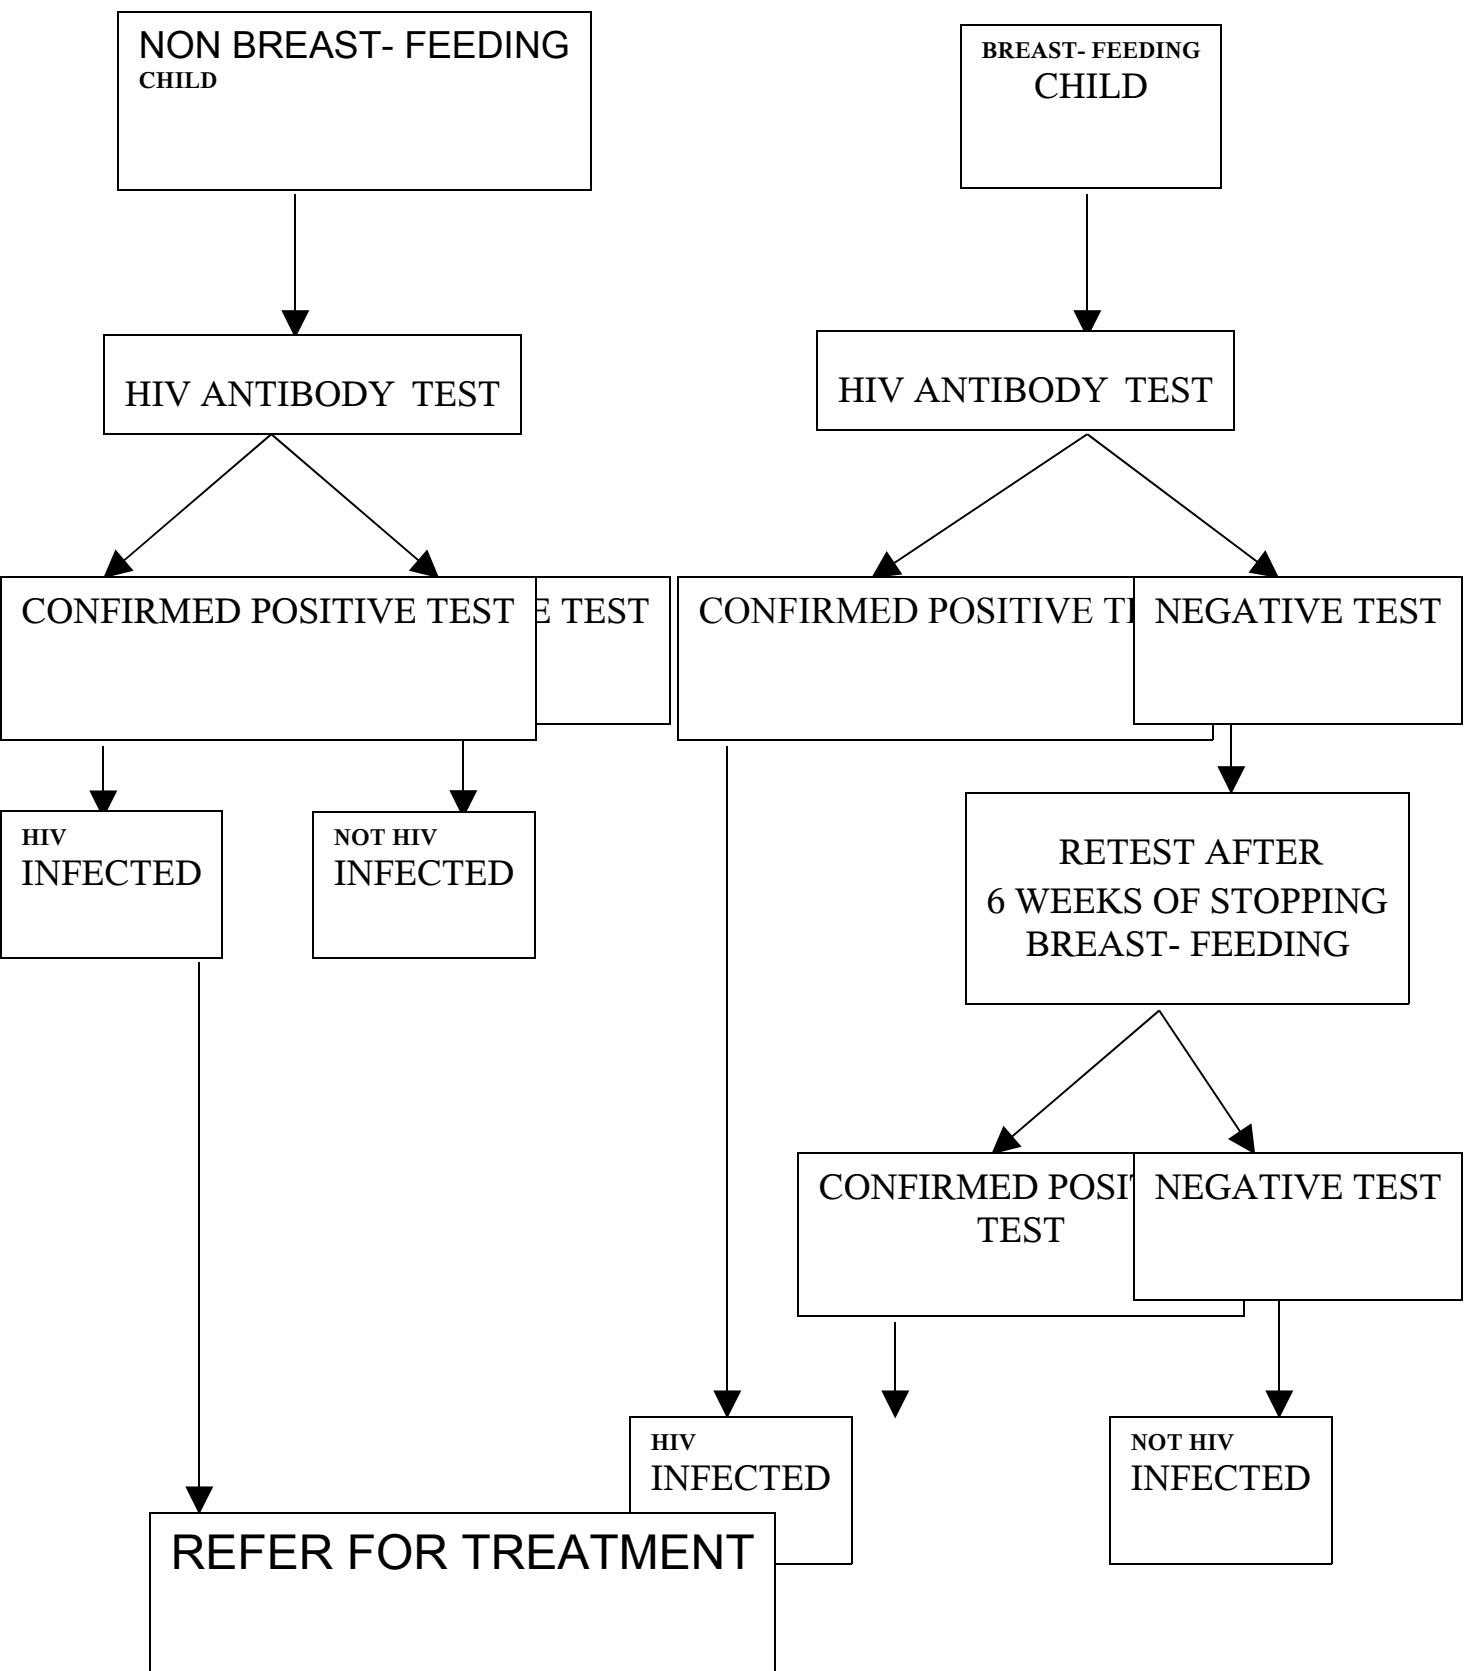 NON BREAST- FEEDING
CHILD
BREAST- FEEDING
CHILD
HIV ANTIBODY TEST
HIV ANTIBODY TEST
CONFIRMED POSITIVE TEST
E TEST
CONFIRMED POSITIVE
NEGATIVE TEST
HIV
INFECTED
NOT HIV
INFECTED
RETEST AFTER
6 WEEKS OF STOPPING
BREAST- FEEDING
CONFIRMED
TEST
NEGATIVE TEST
HIV
INFECTED
NOT HIV
INFECTED
REFER FOR TREATMENT